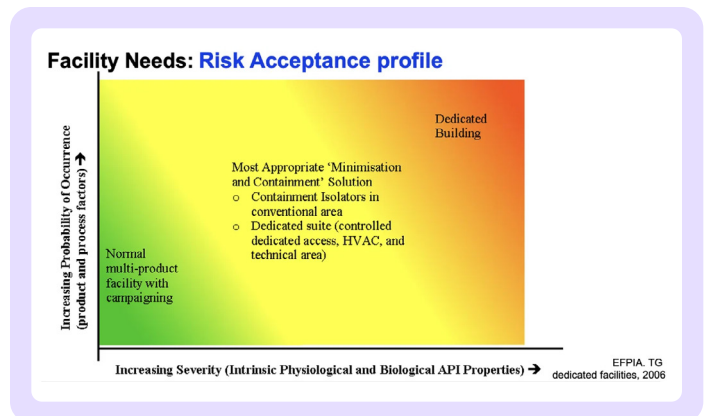 Facility Needs: Risk Acceptance profile
Increasing Probability of Occurrence
(product and process factors) ➔
Dedicated
Building
Most Appropriate ‘Minimisation
and Containment’ Solution
o Containment Isolators in
conventional area
o Dedicated suite (controlled
dedicated access, HVAC, and
technical area)
Normal
multi-product
facility with
campaigning
Increasing Severity (Intrinsic Physiological and Biological API Properties) ➔
EFPIA. TG
dedicated facilities, 2006